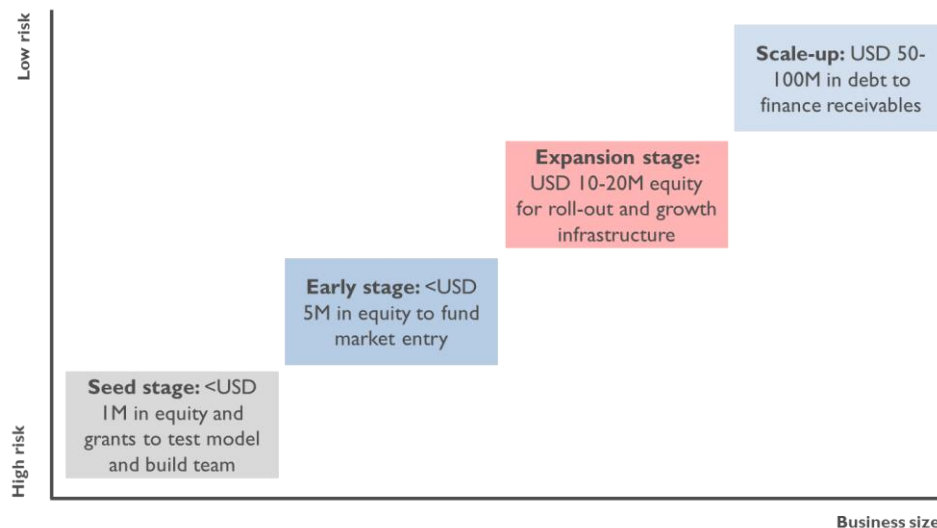 Low risk
Scale-up: USD 50-
100M in debt to
finance receivables
Expansion stage:
USD 10-20M equity
for roll-out and growth
infrastructure
Early stage: <USD
5M in equity to fund
market entry
Seed stage: <USD
1M in equity and
grants to test model
and build team
High risk
Business size